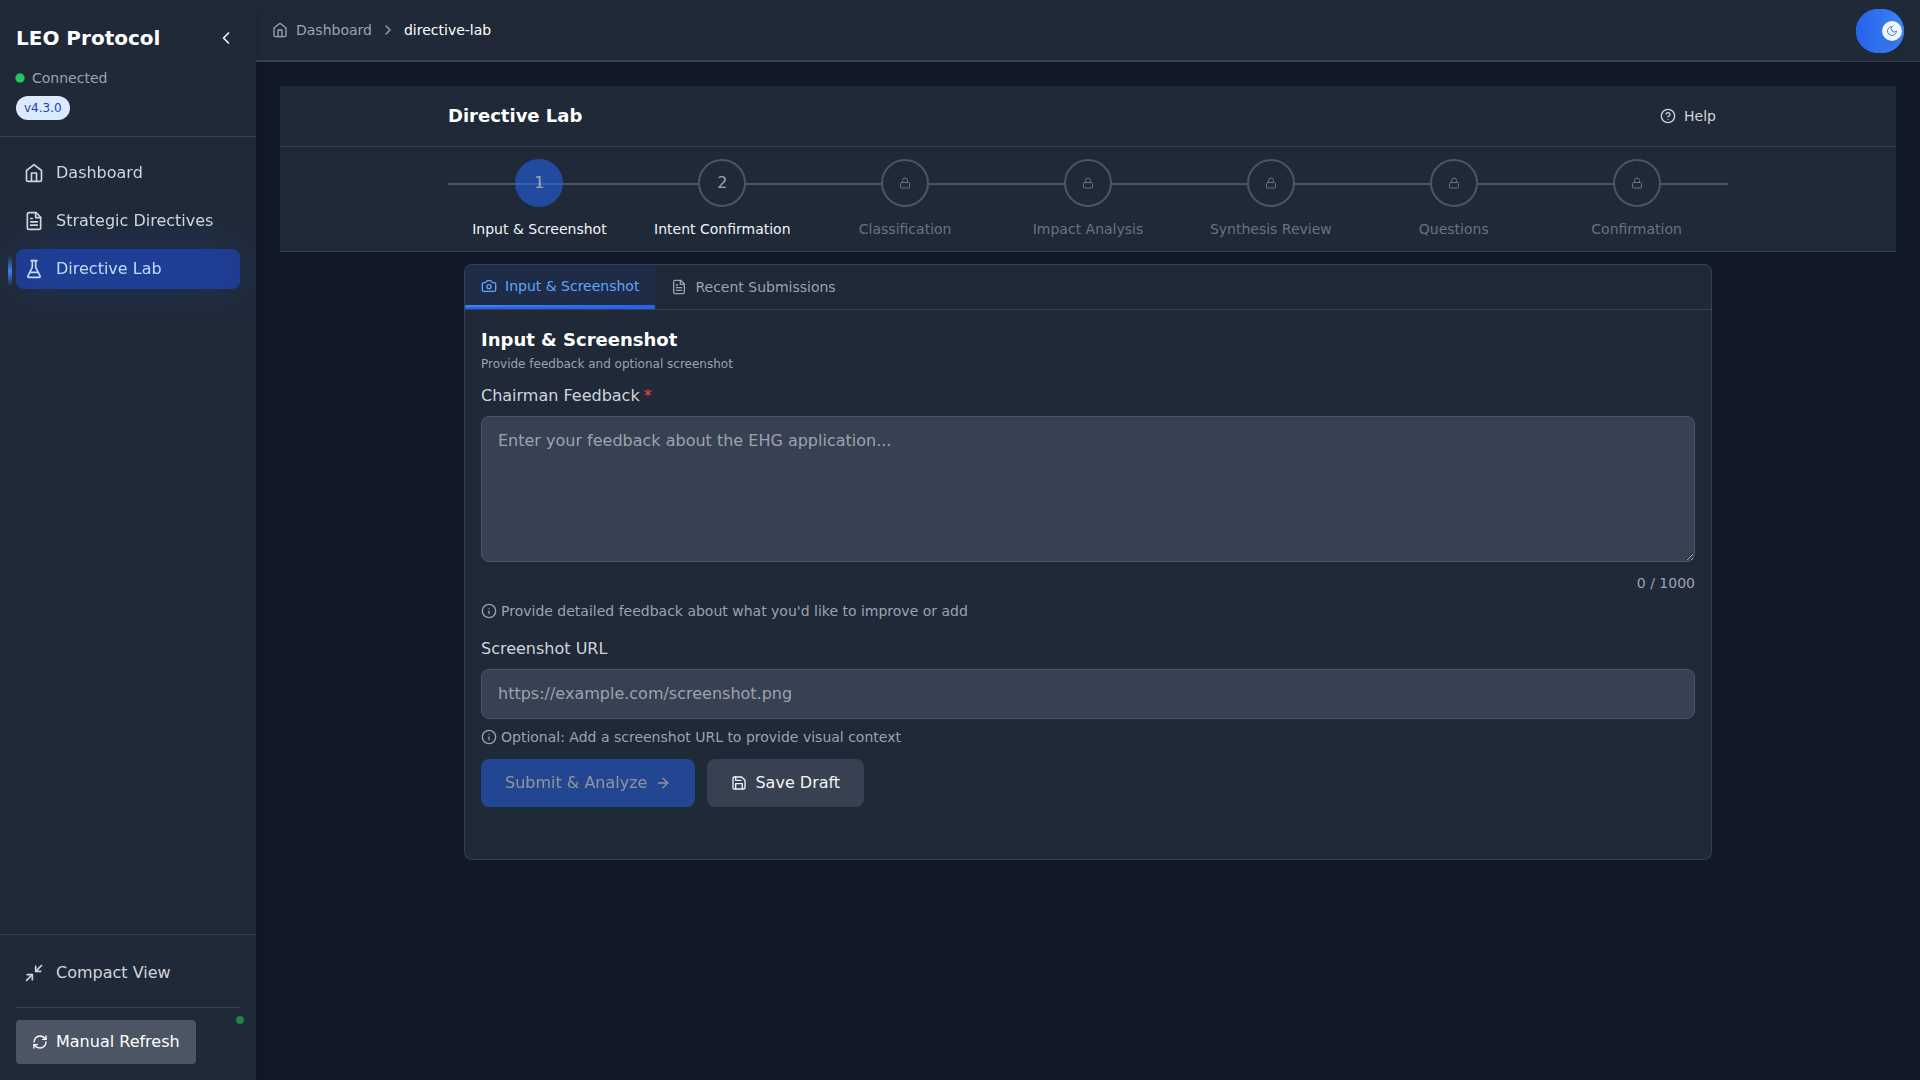 LEO Protocol
Connected
v4.3.0
Dashboard
Strategic Directives
Directive Lab
Compact View
Manual Refresh
Dashboard directive-lab
Directive Lab
Help
1
2
Input & Screenshot
Intent Confirmation
Classification
Impact Analysis
Synthesis Review
Questions
Confirmation
Input & Screenshot
Recent Submissions
Input & Screenshot
Provide feedback and optional screenshot
Chairman Feedback *
Enter your feedback about the EHG application...
0 / 1000
Provide detailed feedback about what you'd like to improve or add
Screenshot URL
https://example.com/screenshot.png
Optional: Add a screenshot URL to provide visual context
Submit & Analyze
Save Draft